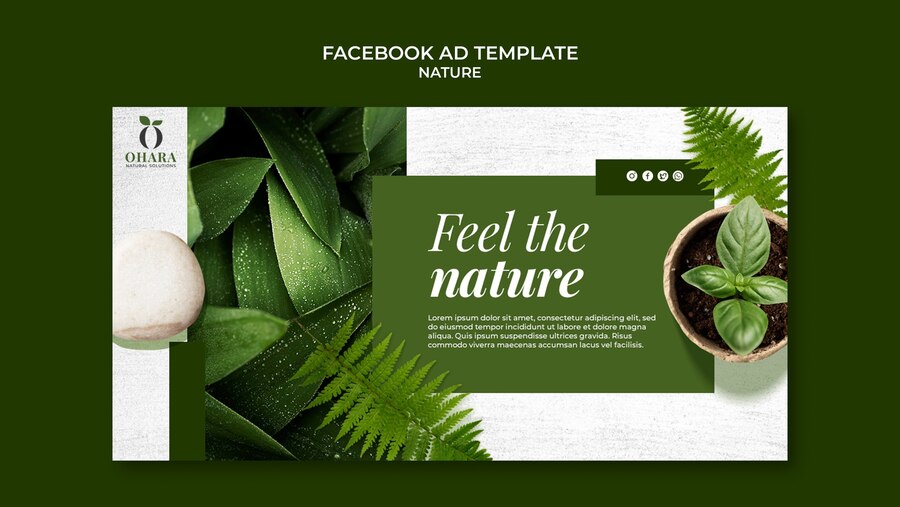 FACEBOOK AD TEMPLATE
NATURE
OHARA
NATURAL SOLUTIONS
Feel the
nature
Lorem ipsum dolor sit amet, consectetur adipiscing elit, sed
do eiusmod tempor incididunt ut labore et dolore magna
aliqua. Quis ipsum suspendisse ultrices gravida. Risus
commodo viverra maecenas accumsan lacus vel facilisis.